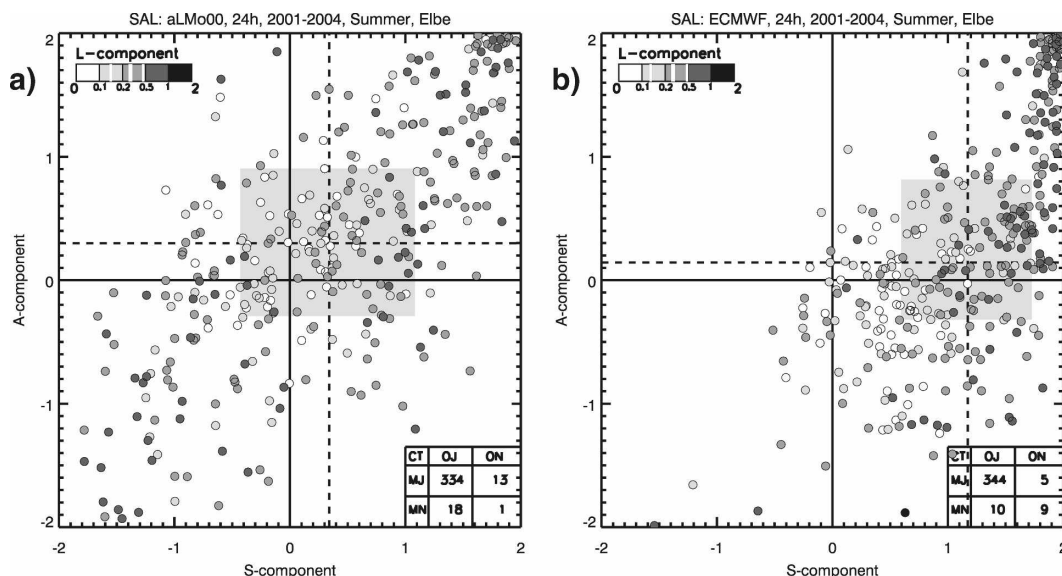 SAL: aLMo00, 24h, 2001-2004, Summer, Elbe
a)
L-component
0 0.1 0.2 0.5 1 2
2
1
0
-1
-2
A-component
CT OJ ON
MJ 334 13
MN 18 1
-2 -1 0 1 2
S-component
SAL: ECMWF, 24h, 2001-2004, Summer, Elbe
b)
L-component
0 0.1 0.2 0.5 1 2
2
1
0
-1
-2
A-component
CT OJ ON
MJ 344 5
MN 10 9
-2 -1 0 1 2
S-component